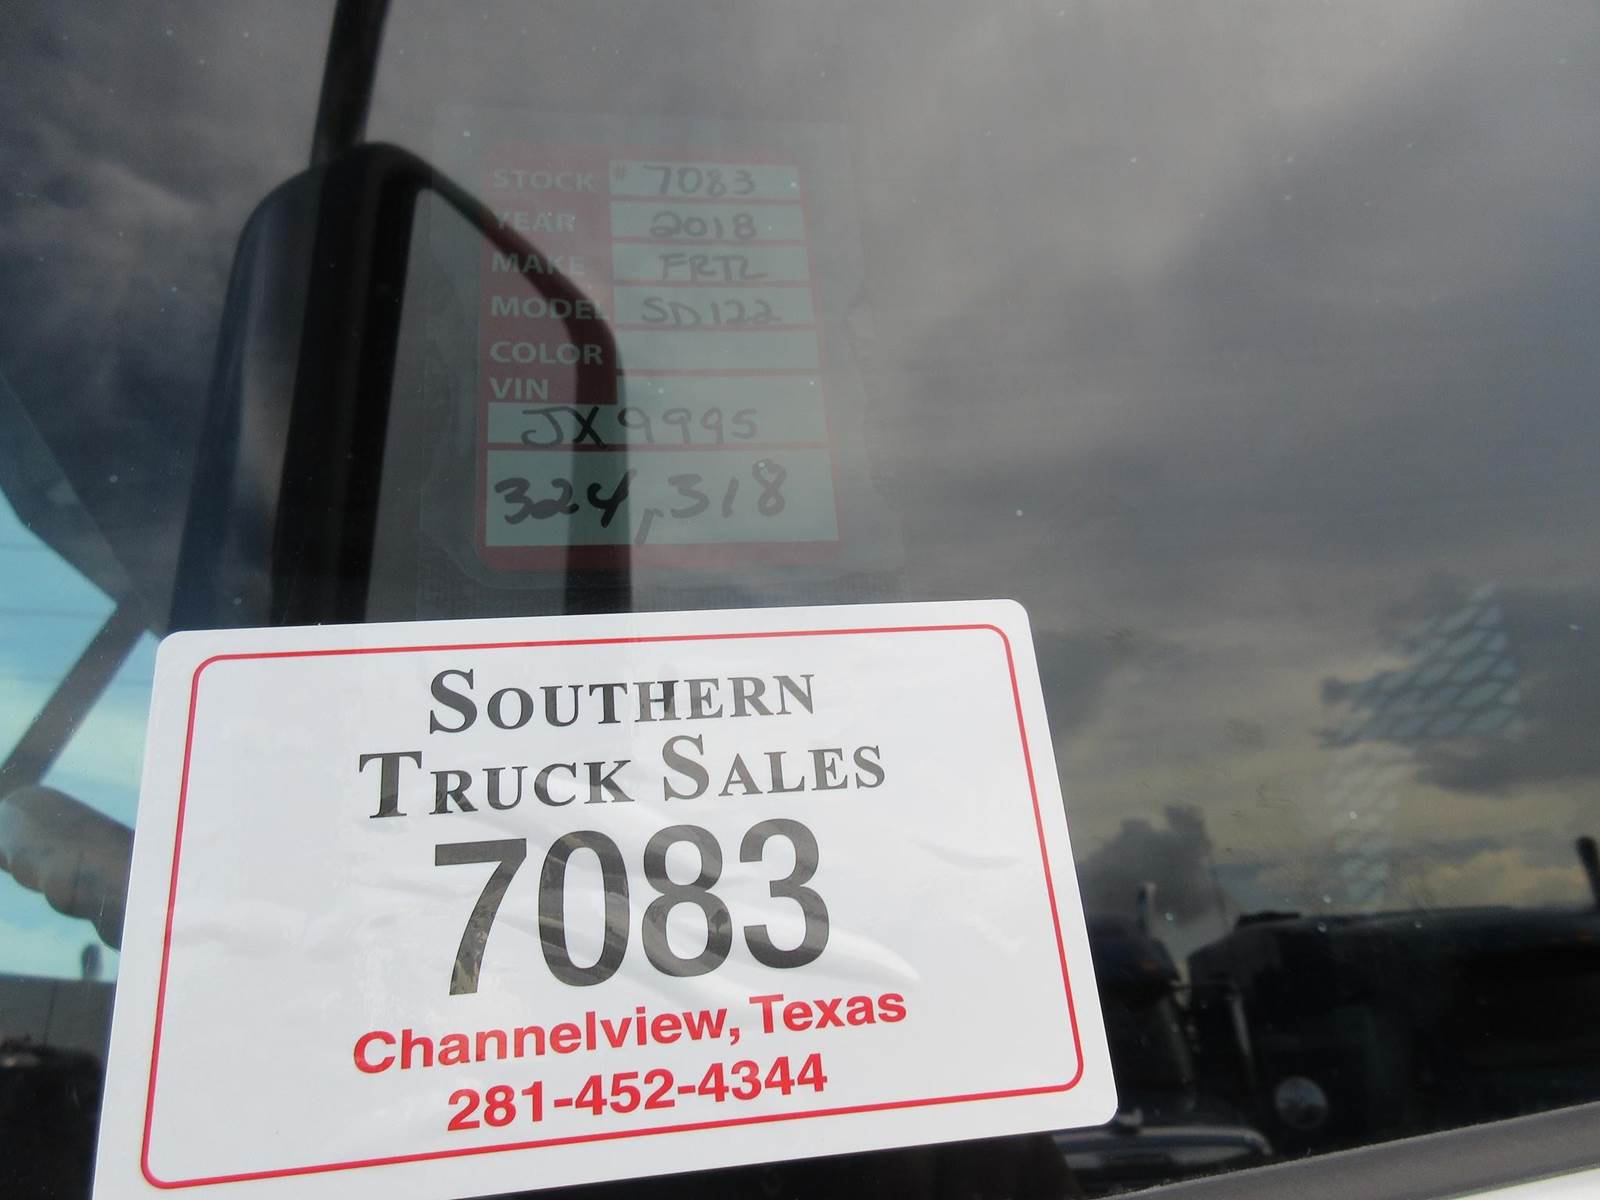 STOCK # 7083
YEAR 2018
MAKE FRTL
MODEL SD122
COLOR
VIN
JX9995
324,318
SOUTHERN
TRUCK SALES
7083
Channelview, Texas
281-452-4344